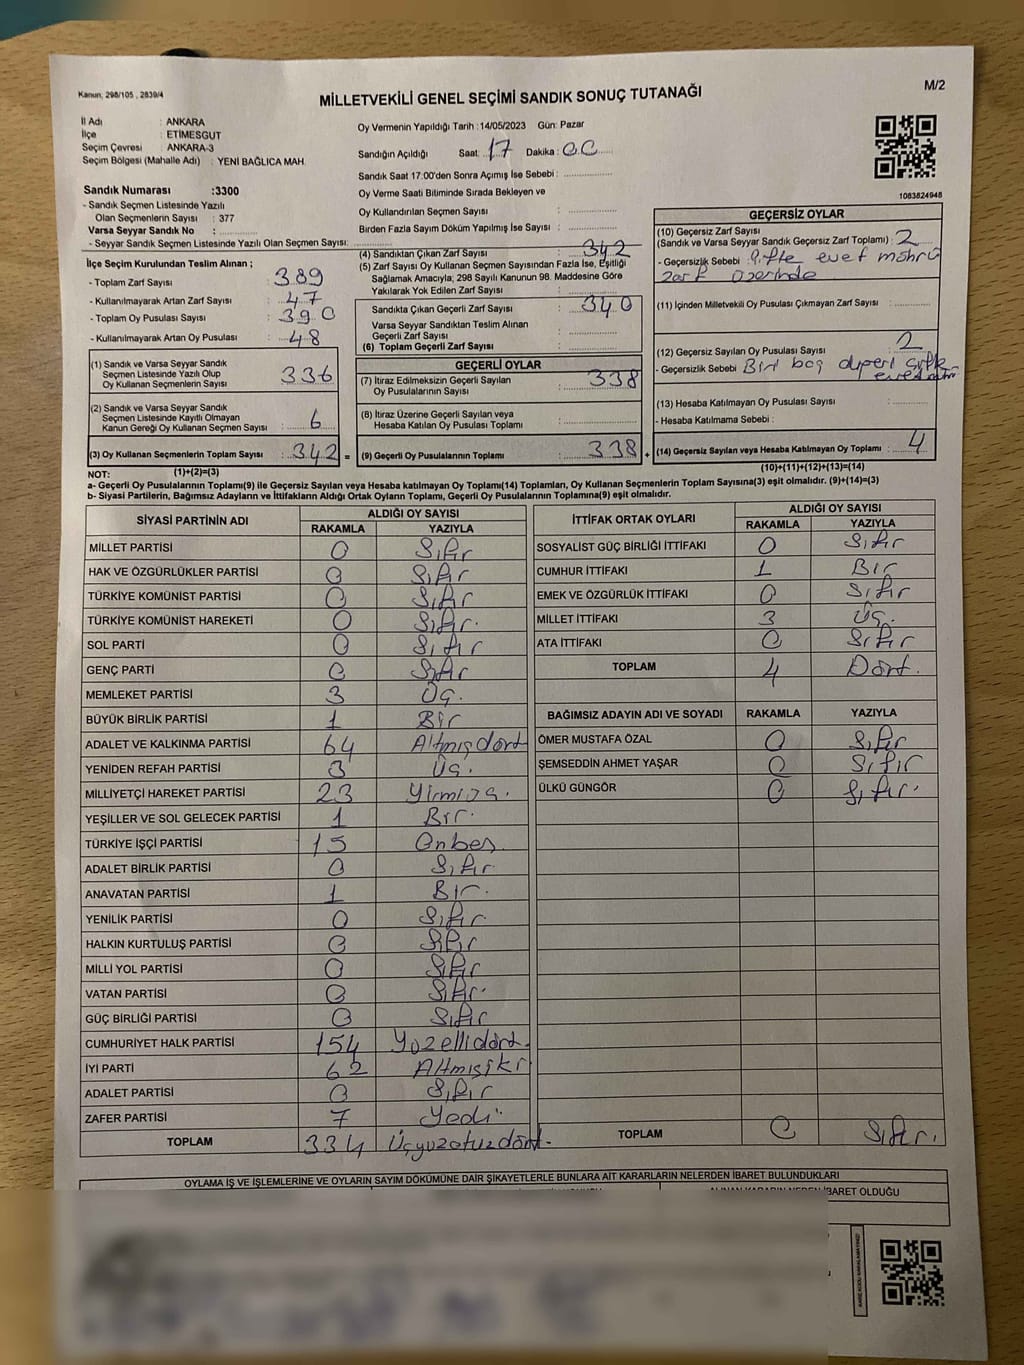 Kanun; 298/105 , 2839/4
MİLLETVEKİLİ GENEL SEÇİMİ SANDIK SONUÇ TUTANAĞI
M/2
İl Adı : ANKARA
İlçe : ETİMESGUT
Seçim Çevresi : ANKARA-3
Seçim Bölgesi (Mahalle Adı) : YENİ BAĞLICA MAH.
Sandık Numarası :3300
- Sandık Seçmen Listesinde Yazılı
Olan Seçmenlerin Sayısı : 377
Varsa Seyyar Sandık No :
- Seyyar Sandık Seçmen Listesinde Yazılı Olan Seçmen Sayısı:
Oy Vermenin Yapıldığı Tarih :14/05/2023 Gün: Pazar
Sandığın Açıldığı Saat: 17 Dakika : 00
Sandık Saat 17:00'den Sonra Açımış İse Sebebi :
Oy Verme Saati Bitiminde Sırada Bekleyen ve
Oy Kullandırılan Seçmen Sayısı :
Birden Fazla Sayım Döküm Yapılmış İse Sayısı :
1083824948
İlçe Seçim Kurulundan Teslim Alınan ;
- Toplam Zarf Sayısı : 389
- Kullanılmayarak Artan Zarf Sayısı : 47
- Toplam Oy Pusulası Sayısı : 390
- Kullanılmayarak Artan Oy Pusulası : 48
(1) Sandık ve Varsa Seyyar Sandık
Seçmen Listesinde Yazılı Olup
Oy Kullanan Seçmenlerin Sayısı : 336
(2) Sandık ve Varsa Seyyar Sandık
Seçmen Listesinde Kayıtlı Olmayan
Kanun Gereği Oy Kullanan Seçmen Sayısı : 6
(3) Oy Kullanan Seçmenlerin Toplam Sayısı : 342 =
(1)+(2)=(3)
(4) Sandıktan Çıkan Zarf Sayısı : 342
(5) Zarf Sayısı Oy Kullanan Seçmen Sayısından Fazla İse, Eşitliği
Sağlamak Amacıyla; 298 Sayılı Kanunun 98. Maddesine Göre
Yakılarak Yok Edilen Zarf Sayısı :
Sandıkta Çıkan Geçerli Zarf Sayısı : 340
Varsa Seyyar Sandıktan Teslim Alınan
Geçerli Zarf Sayısı :
(6) Toplam Geçerli Zarf Sayısı :
GEÇERLİ OYLAR
(7) İtiraz Edilmeksizin Geçerli Sayılan
Oy Pusulalarının Sayısı : 338
(8) İtiraz Üzerine Geçerli Sayılan veya
Hesaba Katılan Oy Pusulası Toplamı :
(9) Geçerli Oy Pusulalarının Toplamı : 338 +
GEÇERSİZ OYLAR
(10) Geçersiz Zarf Sayısı
(Sandık ve Varsa Seyyar Sandık Geçersiz Zarf Toplamı) : 2
- Geçersizlik Sebebi : Çifte evet mührü
zarf üzerinde
(11) İçinden Milletvekili Oy Pusulası Çıkmayan Zarf Sayısı :
(12) Geçersiz Sayılan Oy Pusulası Sayısı : 2
- Geçersizlik Sebebi Biri boş diğeri çifte
evet mührü
(13) Hesaba Katılmayan Oy Pusulası Sayısı :
- Hesaba Katılmama Sebebi :
(14) Geçersiz Sayılan veya Hesaba Katılmayan Oy Toplamı : 4
(10)+(11)+(12)+(13)=(14)
NOT:
a- Geçerli Oy Pusulalarının Toplamı(9) ile Geçersiz Sayılan veya Hesaba katılmayan Oy Toplamı(14) Toplamları, Oy Kullanan Seçmenlerin Toplam Sayısına(3) eşit olmalıdır. (9)+(14)=(3)
b- Siyasi Partilerin, Bağımsız Adayların ve İttifakların Aldığı Ortak Oyların Toplamı, Geçerli Oy Pusulalarının Toplamına(9) eşit olmalıdır.
SİYASİ PARTİNİN ADI ALDIĞI OY SAYISI
RAKAMLA YAZIYLA
MİLLET PARTİSİ 0 Sıfır
HAK VE ÖZGÜRLÜKLER PARTİSİ 0 Sıfır
TÜRKİYE KOMÜNİST PARTİSİ 0 Sıfır
TÜRKİYE KOMÜNİST HAREKETİ 0 Sıfır.
SOL PARTİ 0 Sıfır
GENÇ PARTİ 0 Sıfır
MEMLEKET PARTİSİ 3 Üç.
BÜYÜK BİRLİK PARTİSİ 1 Bir
ADALET VE KALKINMA PARTİSİ 64 Altmışdört
YENİDEN REFAH PARTİSİ 3 Üç.
MİLLİYETÇİ HAREKET PARTİSİ 23 Yirmiüç.
YEŞİLLER VE SOL GELECEK PARTİSİ 1 Bir.
TÜRKİYE İŞÇİ PARTİSİ 15 Onbeş
ADALET BİRLİK PARTİSİ 0 Sıfır
ANAVATAN PARTİSİ 1 Bir.
YENİLİK PARTİSİ 0 Sıfır
HALKIN KURTULUŞ PARTİSİ 0 Sıfır
MİLLİ YOL PARTİSİ 0 Sıfır
VATAN PARTİSİ 0 Sıfır
GÜÇ BİRLİĞİ PARTİSİ 0 Sıfır
CUMHURİYET HALK PARTİSİ 154 Yüzellidört.
İYİ PARTİ 62 Altmışiki
ADALET PARTİSİ 0 Sıfır
ZAFER PARTİSİ 7 Yedi
TOPLAM 334 Üçyüzotuzdört.
İTTİFAK ORTAK OYLARI ALDIĞI OY SAYISI
RAKAMLA YAZIYLA
SOSYALİST GÜÇ BİRLİĞİ İTTİFAKI 0 Sıfır
CUMHUR İTTİFAKI 1 Bir
EMEK VE ÖZGÜRLÜK İTTİFAKI 0 Sıfır
MİLLET İTTİFAKI 3 Üç.
ATA İTTİFAKI 0 Sıfır
TOPLAM 4 Dört.
BAĞIMSIZ ADAYIN ADI VE SOYADI RAKAMLA YAZIYLA
ÖMER MUSTAFA ÖZAL 0 Sıfır
ŞEMSEDDİN AHMET YAŞAR 0 Sıfır
ÜLKÜ GÜNGÖR 0 Sıfır.
TOPLAM 0 Sıfır.
OYLAMA İŞ VE İŞLEMLERİNE VE OYLARIN SAYIM DÖKÜMÜNE DAİR ŞİKAYETLERLE BUNLARA AİT KARARLARIN NELERDEN İBARET BULUNDUKLARI
ALINAN KARARIN NEDEN İBARET OLDUĞU